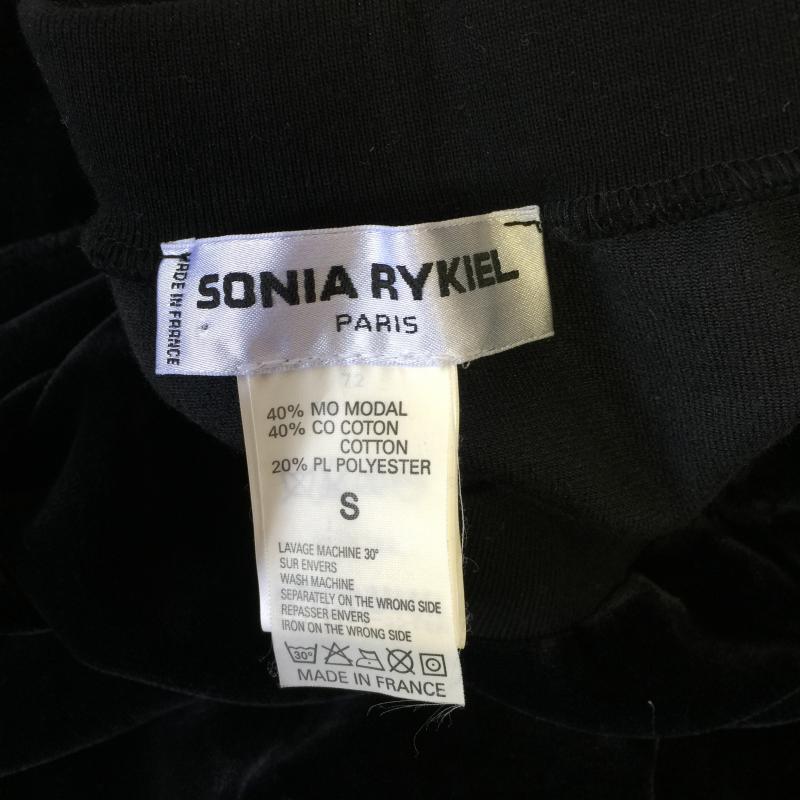 MADE IN FRANCE
SONIA RYKIEL
PARIS
72
40% MO MODAL
40% CO COTON
COTTON
20% PL POLYESTER
S
LAVAGE MACHINE 30°
SUR ENVERS
WASH MACHINE
SEPARATELY ON THE WRONG SIDE
REPASSER ENVERS
IRON ON THE WRONG SIDE
30°
MADE IN FRANCE